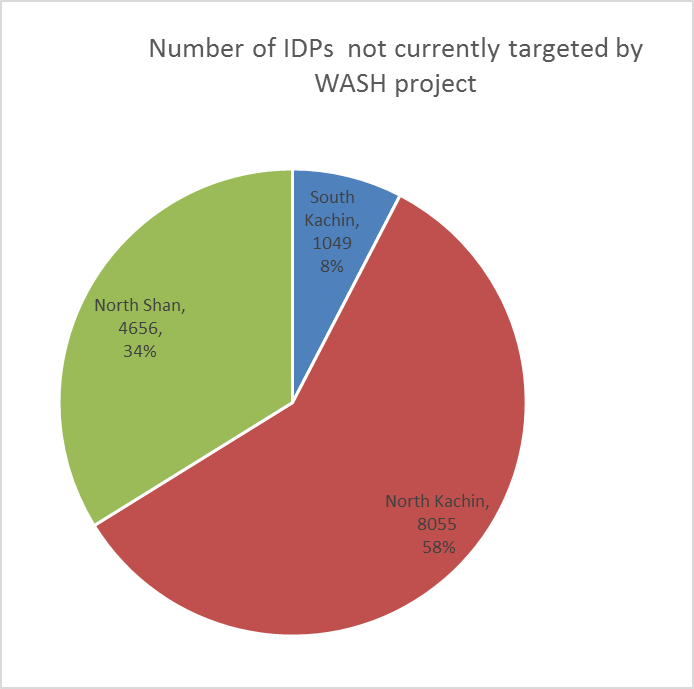 Number of IDPs  not currently targeted by
WASH project
South
Kachin,
1049
8%
North Shan,
4656,
34%
North Kachin,
8055
58%